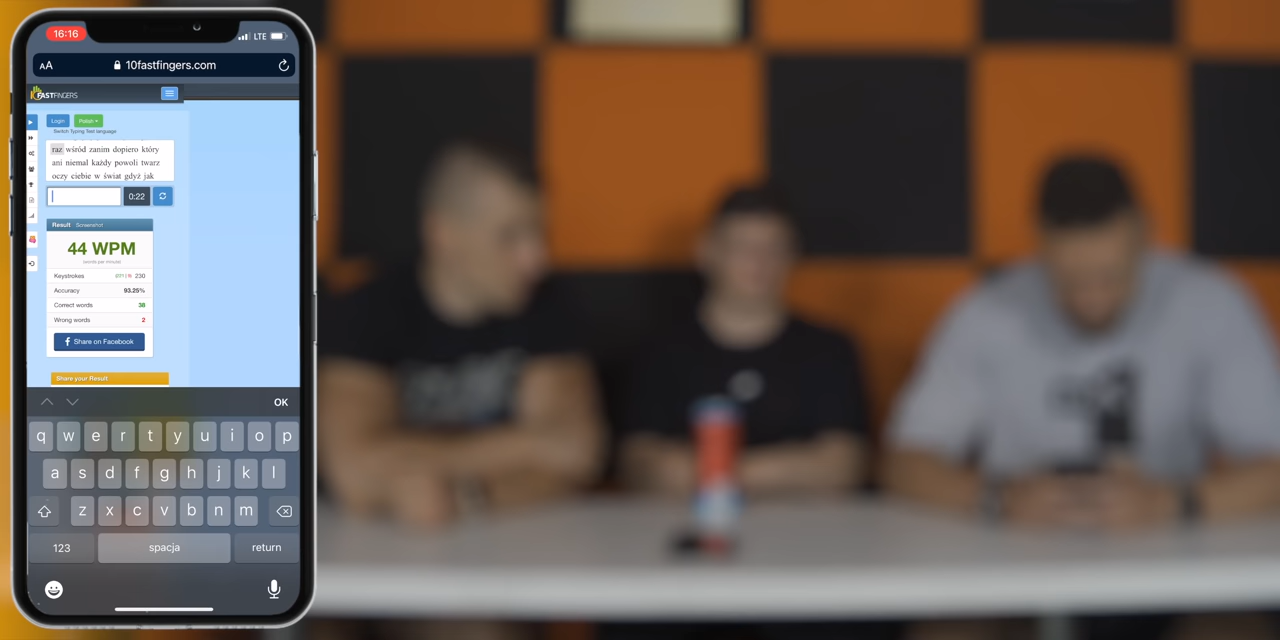 16:16
LTE
AA
10fastfingers.com
FASTFINGERS
Login
Polish
Switch Typing Test language
raz wśród zanim dopiero który
ani niemal każdy powoli twarz
oczy ciebie w świat gdyż jak
0:22
Result Screenshot
44 WPM
(words per minute)
Keystrokes 230
Accuracy 93.25%
Correct words 38
Wrong words 2
f Share on Facebook
Share your Result
OK
q w e r t y u i o p
a s d f g h j k l
z x c v b n m
123 spacja return